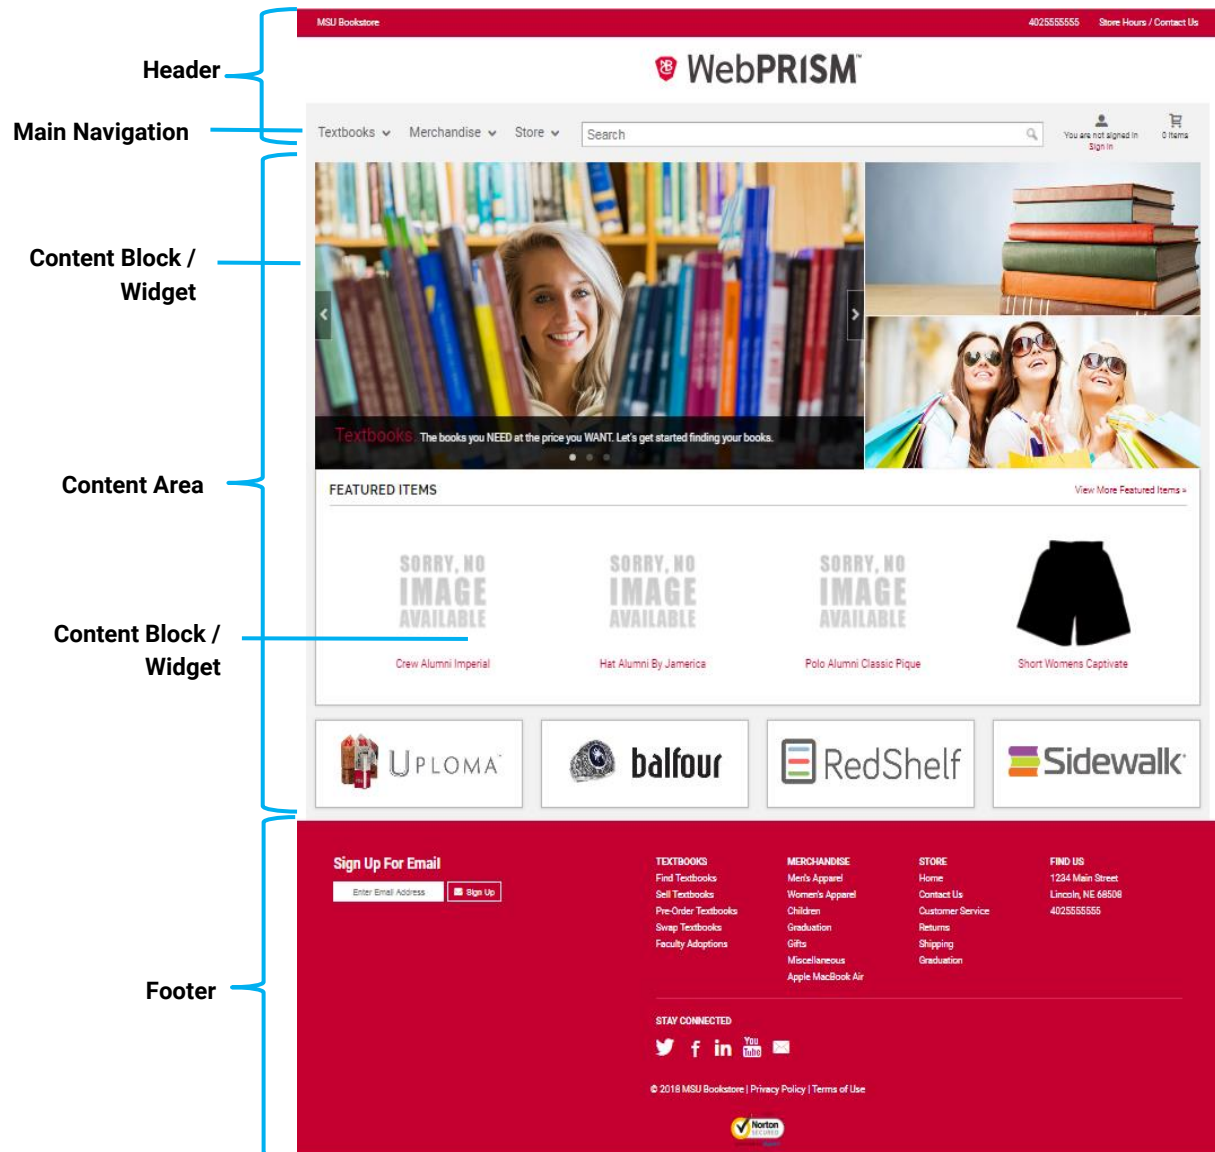 MSU Bookstore
4025555555 Store Hours / Contact Us
Header
WebPRISM™
Main Navigation
Textbooks Merchandise Store Search
You are not signed in
Sign In
0 Items
Content Block /
Widget
Textbooks. The books you NEED at the price you WANT. Let's get started finding your books.
Content Area
FEATURED ITEMS
View More Featured Items »
SORRY, NO
IMAGE
AVAILABLE
SORRY, NO
IMAGE
AVAILABLE
SORRY, NO
IMAGE
AVAILABLE
Content Block /
Widget
Crew Alumni Imperial
Hat Alumni By Jamerica
Polo Alumni Classic Pique
Short Womens Captivate
UPLOMA
balfour
RedShelf
Sidewalk
Footer
Sign Up For Email
Enter Email Address
Sign Up
TEXTBOOKS
Find Textbooks
Sell Textbooks
Pre-Order Textbooks
Swap Textbooks
Faculty Adoptions
MERCHANDISE
Men's Apparel
Women's Apparel
Children
Graduation
Gifts
Miscellaneous
Apple MacBook Air
STORE
Home
Contact Us
Customer Service
Returns
Shipping
Graduation
FIND US
1234 Main Street
Lincoln, NE 68508
4025555555
STAY CONNECTED
f in You
Tube
© 2018 MSU Bookstore | Privacy Policy | Terms of Use
Norton
SECURED